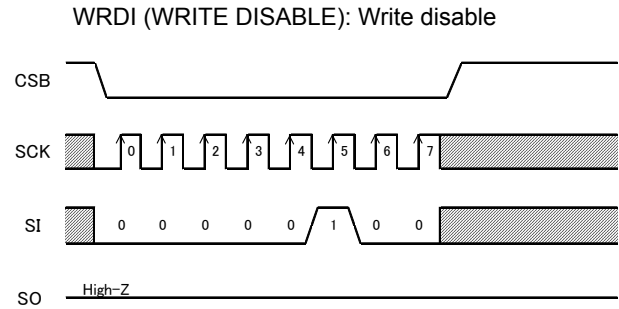 WRDI (WRITE DISABLE): Write disable
CSB
SCK 0 1 2 3 4 5 6 7
SI 0 0 0 0 0 1 0 0
High-Z
SO